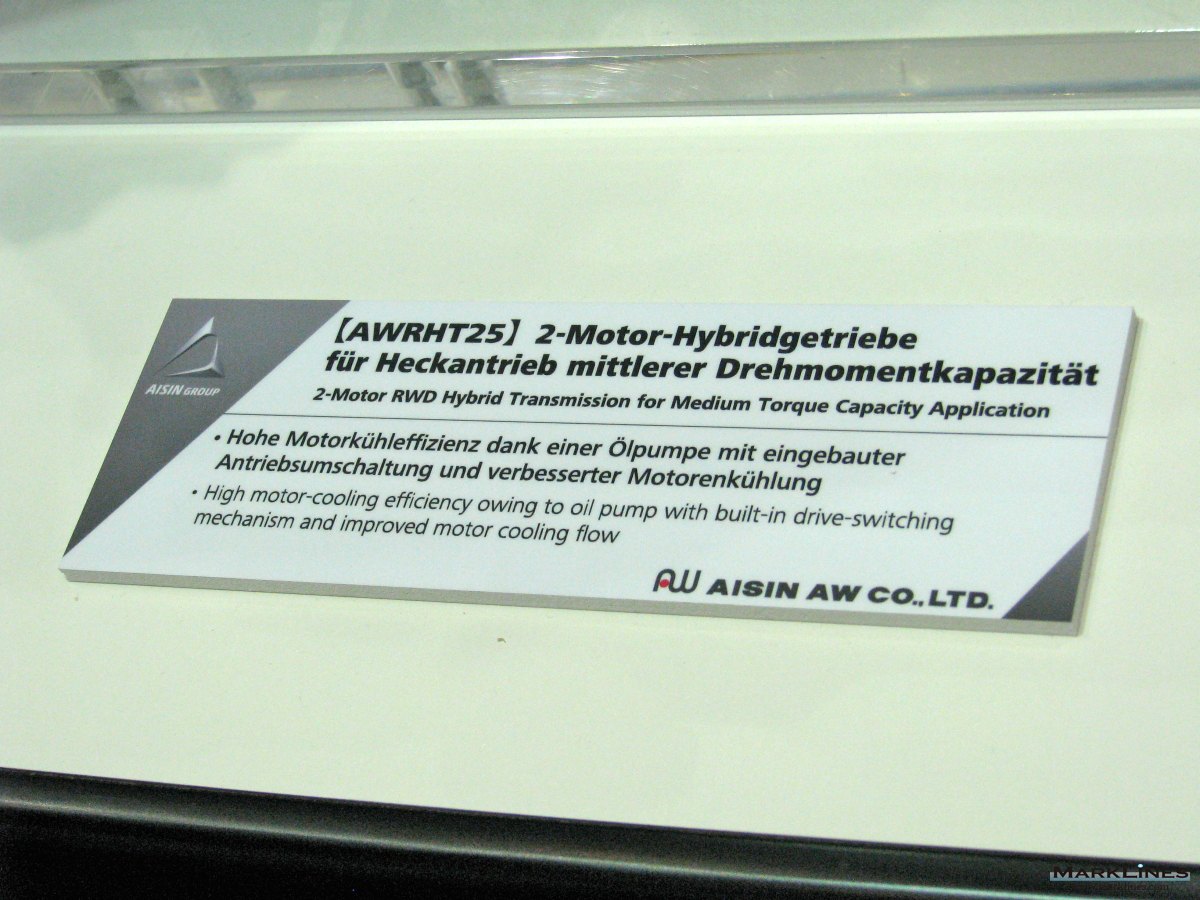 【AWRHT25】 2-Motor-Hybridgetriebe
für Heckantrieb mittlerer Drehmomentkapazität
2-Motor RWD Hybrid Transmission for Medium Torque Capacity Application
AISIN GROUP
• Hohe Motorkühleffizienz dank einer Ölpumpe mit eingebauter
Antriebsumschaltung und verbesserter Motorenkühlung
• High motor-cooling efficiency owing to oil pump with built-in drive-switching
mechanism and improved motor cooling flow
AW AISIN AW CO., LTD.
MARKLINES